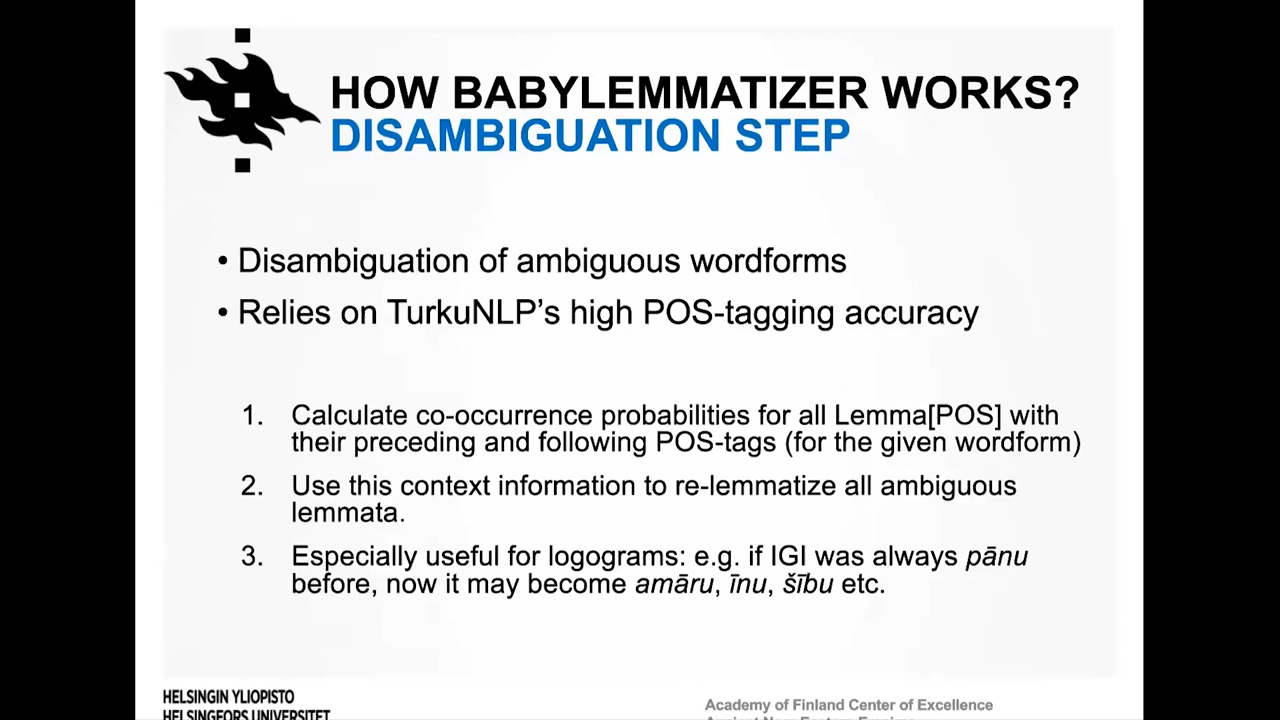 HOW BABYLEMMATIZER WORKS?
DISAMBIGUATION STEP
• Disambiguation of ambiguous wordforms
• Relies on TurkuNLP's high POS-tagging accuracy
1. Calculate co-occurrence probabilities for all Lemma[POS] with
their preceding and following POS-tags (for the given wordform)
2. Use this context information to re-lemmatize all ambiguous
lemmata.
3. Especially useful for logograms: e.g. if IGI was always pānu
before, now it may become amāru, īnu, šību etc.
HELSINGIN YLIOPISTO
HELSINGFORS UNIVERSITET
Academy of Finland Center of Excellence